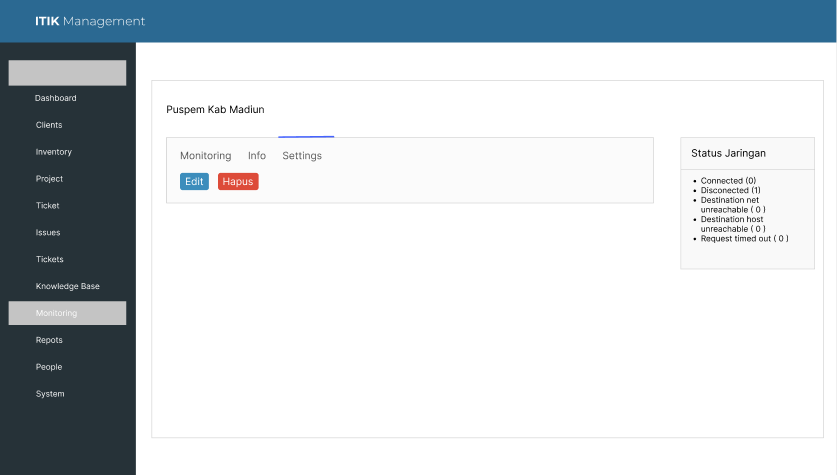 ITIK Management
Dashboard
Clients
Inventory
Project
Ticket
Issues
Tickets
Knowledge Base
Monitoring
Repots
People
System
Puspem Kab Madiun
Monitoring Info Settings
Edit Hapus
Status Jaringan
• Connected (0)
• Disconected (1)
• Destination net
unreachable ( 0 )
• Destination host
unreachable ( 0 )
• Request timed out ( 0 )